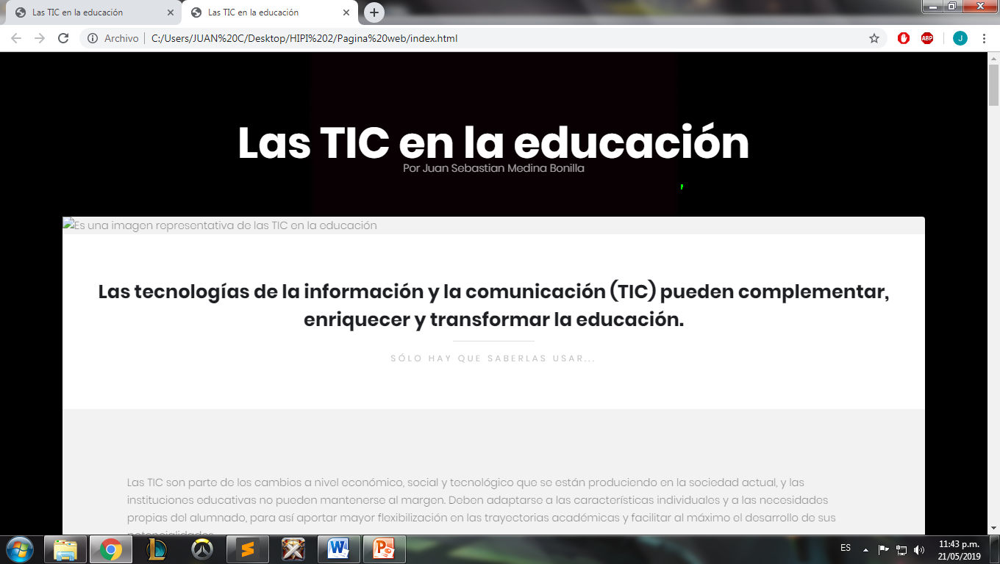 Las TIC en la educación
Las TIC en la educación
Archivo
C:/Users/JUAN%20C/Desktop/HIPI%202/Pagina%20web/index.html
ABP
J
Las TIC en la educación
Por Juan Sebastian Medina Bonilla
Es una imagen representativa de las TIC en la educación
Las tecnologías de la información y la comunicación (TIC) pueden complementar,
enriquecer y transformar la educación.
SÓLO HAY QUE SABERLAS USAR...
Las TIC son parte de los cambios a nivel económico, social y tecnológico que se están produciendo en la sociedad actual, y las
instituciones educativas no pueden mantenerse al margen. Deben adaptarse a las características individuales y a las necesidades
propias del alumnado, para así aportar mayor flexibilización en las trayectorias académicas y facilitar al máximo el desarrollo de sus
potencialidades
ES
11:43 p.m.
21/05/2019